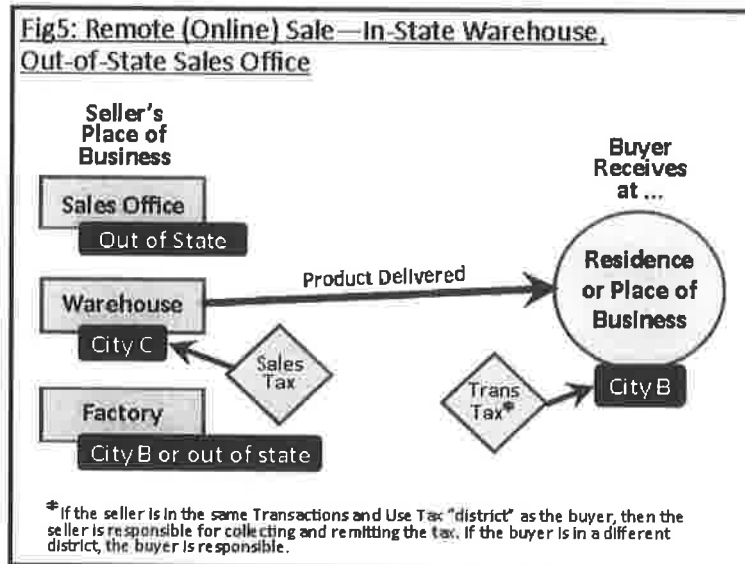 Fig5: Remote (Online) Sale—In-State Warehouse,
Out-of-State Sales Office
Seller's
Place of
Business
Buyer
Receives
at ...
Sales Office
Out of State
Product Delivered
Warehouse
City C
Sales
Tax
Residence
or Place of
Business
City B
Trans
Tax*
Factory
City B or out of state
*If the seller is in the same Transactions and Use Tax "district" as the buyer, then the
seller is responsible for collecting and remitting the tax. If the buyer is in a different
district, the buyer is responsible.